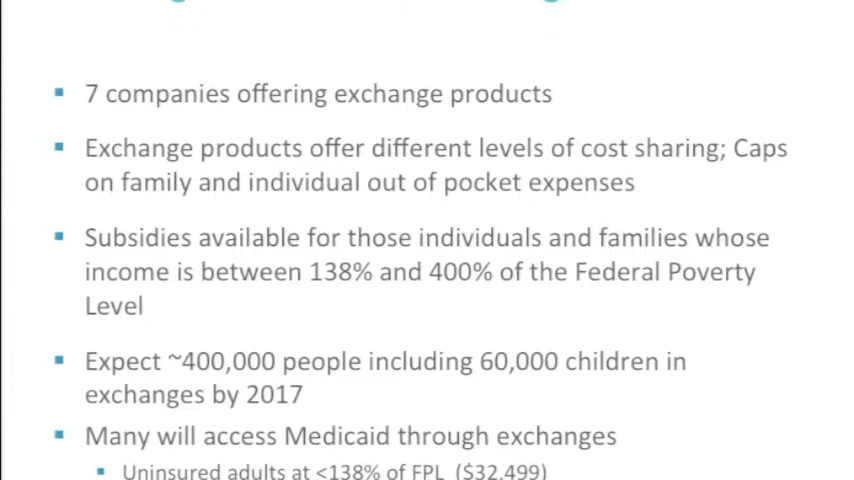 7 companies offering exchange products
Exchange products offer different levels of cost sharing; Caps
on family and individual out of pocket expenses
Subsidies available for those individuals and families whose
income is between 138% and 400% of the Federal Poverty
Level
Expect ~400,000 people including 60,000 children in
exchanges by 2017
Many will access Medicaid through exchanges
Uninsured adults at <138% of FPL ($32,499)